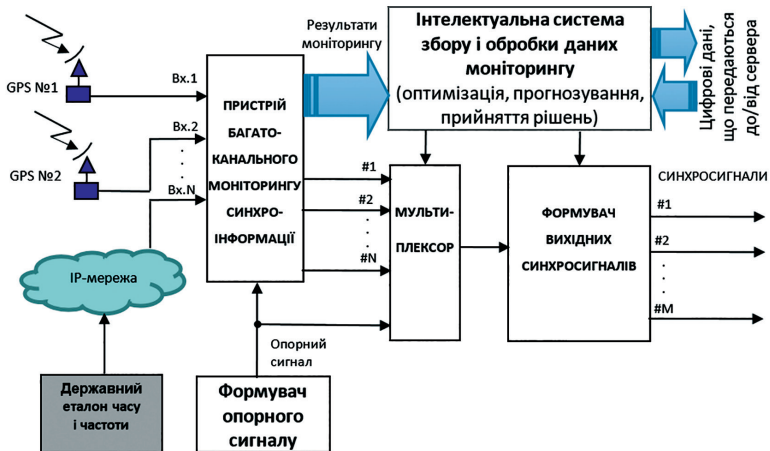 GPS №1
Вх.1
GPS №2
Вх.2
Вх.N
IP-мережа
Державний
еталон часу
і частоти
ПРИСТРІЙ
БАГАТО-
КАНАЛЬНОГО
МОНІТОРИНГУ
СИНХРО-
ІНФОРМАЦІЇ
Опорний
сигнал
Формувач
опорного
сигналу
Результати
моніторингу
Інтелектуальна система
збору і обробки даних
моніторингу
(оптимізація, прогнозування,
прийняття рішень)
Цифрові дані,
що передаються
до/від сервера
#1
#2
#N
МУЛЬТИ-
ПЛЕКСОР
ФОРМУВАЧ
ВИХІДНИХ
СИНХРОСИГНАЛІВ
СИНХРОСИГНАЛИ
#1
#2
#M